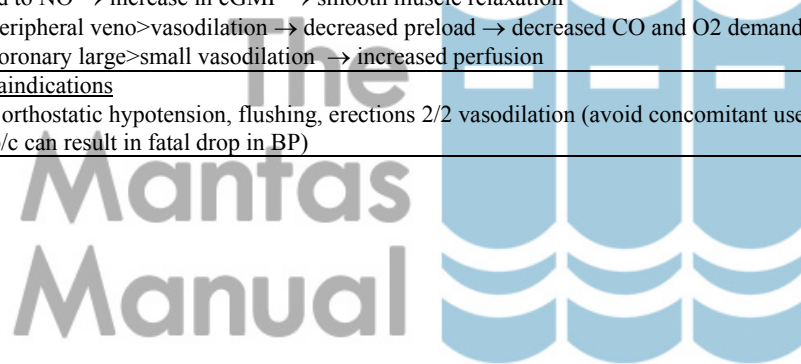 d to NO → increase in cGMP → smooth muscle relaxation
eripheral veno>vasodilation → decreased preload → decreased CO and O2 demand
oronary large>small vasodilation → increased perfusion
aindications
orthostatic hypotension, flushing, erections 2/2 vasodilation (avoid concomitant use
/c can result in fatal drop in BP)
The
Mantas
Manual